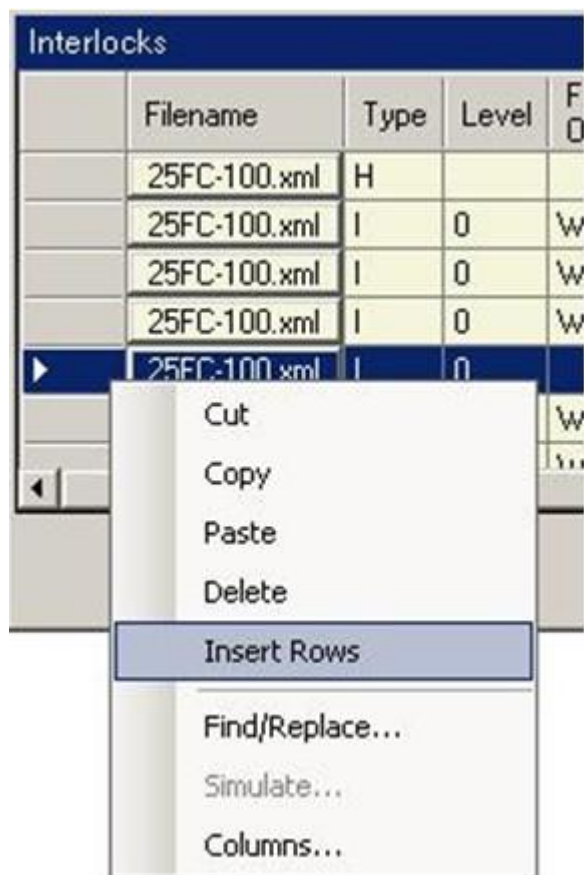 Interlocks
Filename Type Level F
O
25FC-100.xml H
25FC-100.xml I 0 W
25FC-100.xml I 0 W
25FC-100.xml I 0 W
25FC-100.xml I 0
W
Cut
Copy
Paste
Delete
Insert Rows
Find/Replace...
Simulate...
Columns...